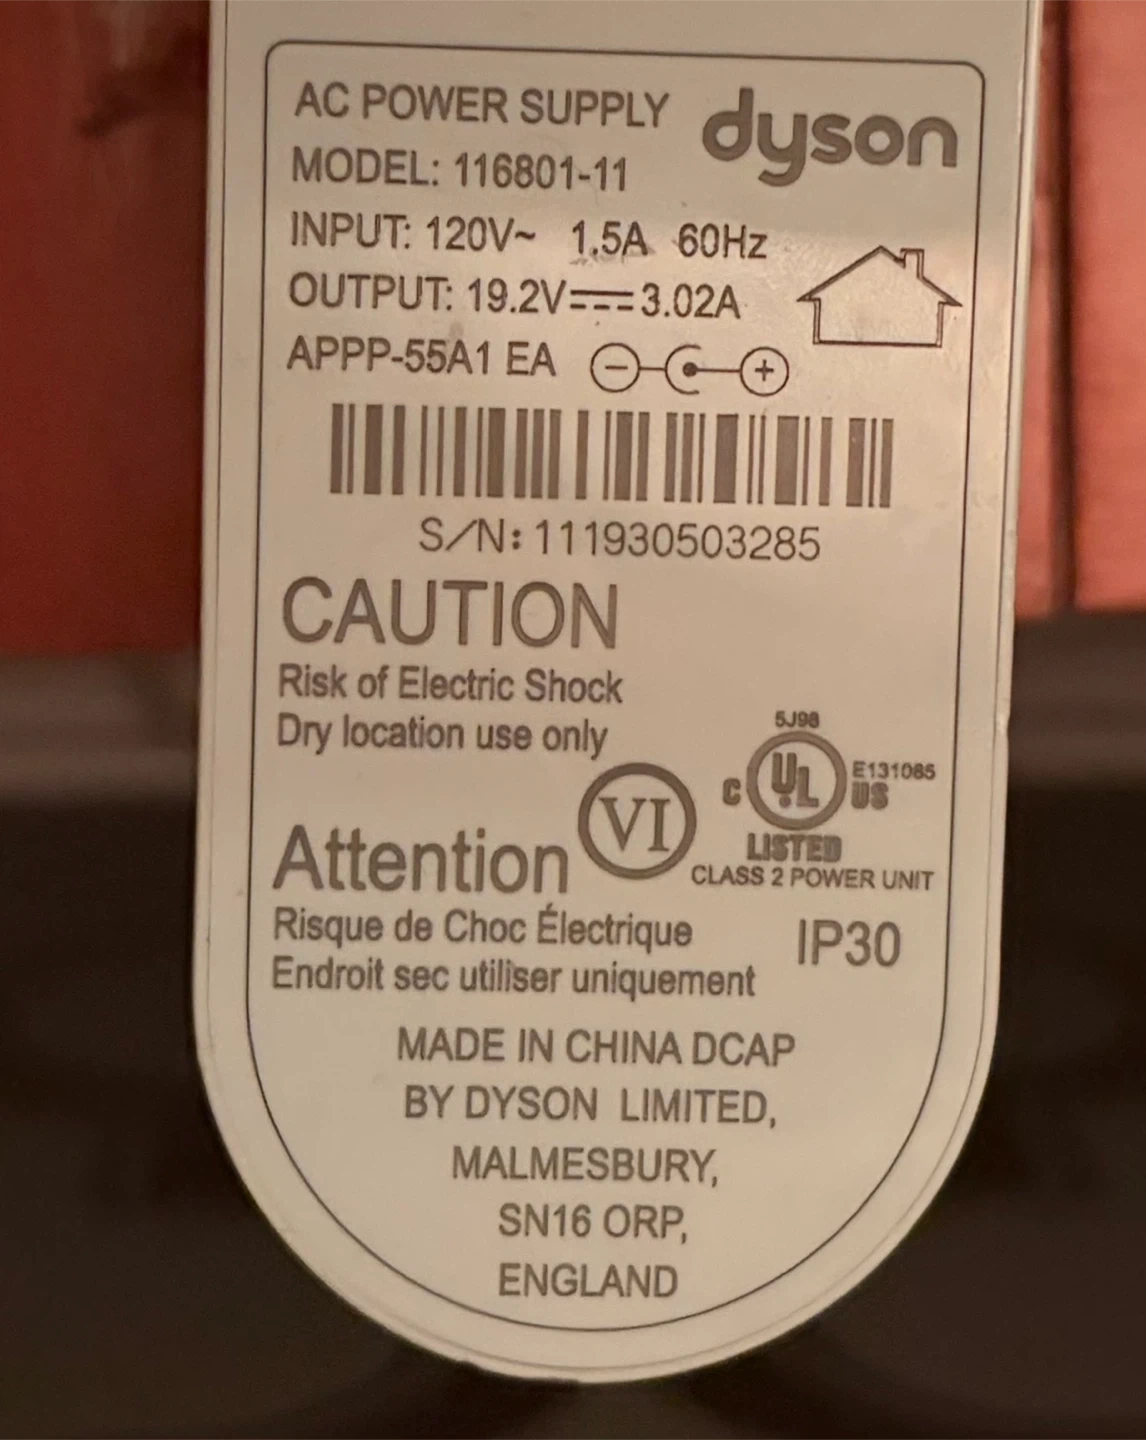 AC POWER SUPPLY
dyson
MODEL: 116801-11
INPUT: 120V~ 1.5A 60Hz
OUTPUT: 19.2V⎓3.02A
APPP-55A1 EA
S/N: 111930503285
CAUTION
Risk of Electric Shock
Dry location use only
5J98
C UL US
E131085
LISTED
CLASS 2 POWER UNIT
VI
Attention
Risque de Choc Électrique
Endroit sec utiliser uniquement
IP30
MADE IN CHINA DCAP
BY DYSON LIMITED,
MALMESBURY,
SN16 ORP,
ENGLAND